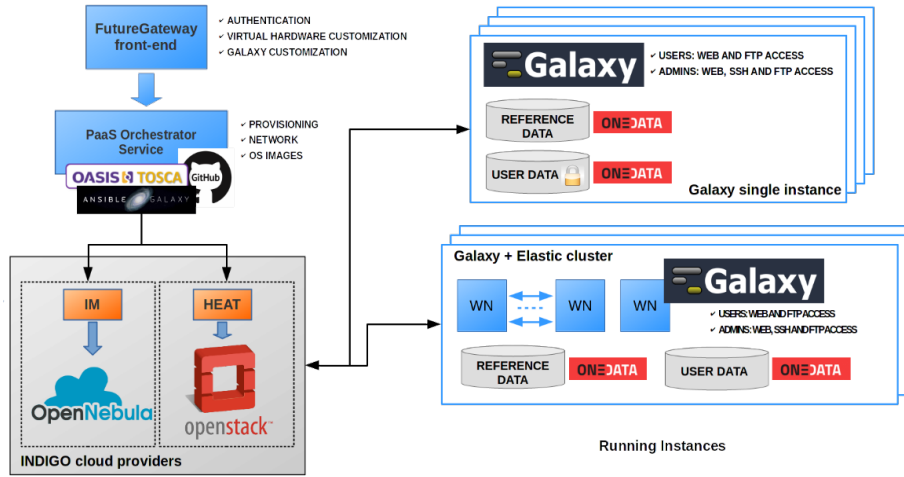 FutureGateway
front-end
✓ AUTHENTICATION
✓ VIRTUAL HARDWARE CUSTOMIZATION
✓ GALAXY CUSTOMIZATION
PaaS Orchestrator
Service
✓ PROVISIONING
✓ NETWORK
✓ OS IMAGES
OASIS TOSCA
GitHub
ANSIBLE GALAXY
IM
HEAT
OpenNebula
openstack™
INDIGO cloud providers
Galaxy
✓ USERS: WEB AND FTP ACCESS
✓ ADMINS: WEB, SSH AND FTP ACCESS
REFERENCE
DATA
ONEDATA
USER DATA
ONEDATA
Galaxy single instance
Galaxy + Elastic cluster
WN
WN
WN
Galaxy
✓ USERS: WEB AND FTP ACCESS
✓ ADMINS: WEB, SSH AND FTP ACCESS
REFERENCE
DATA
ONEDATA
USER DATA
ONEDATA
Running Instances